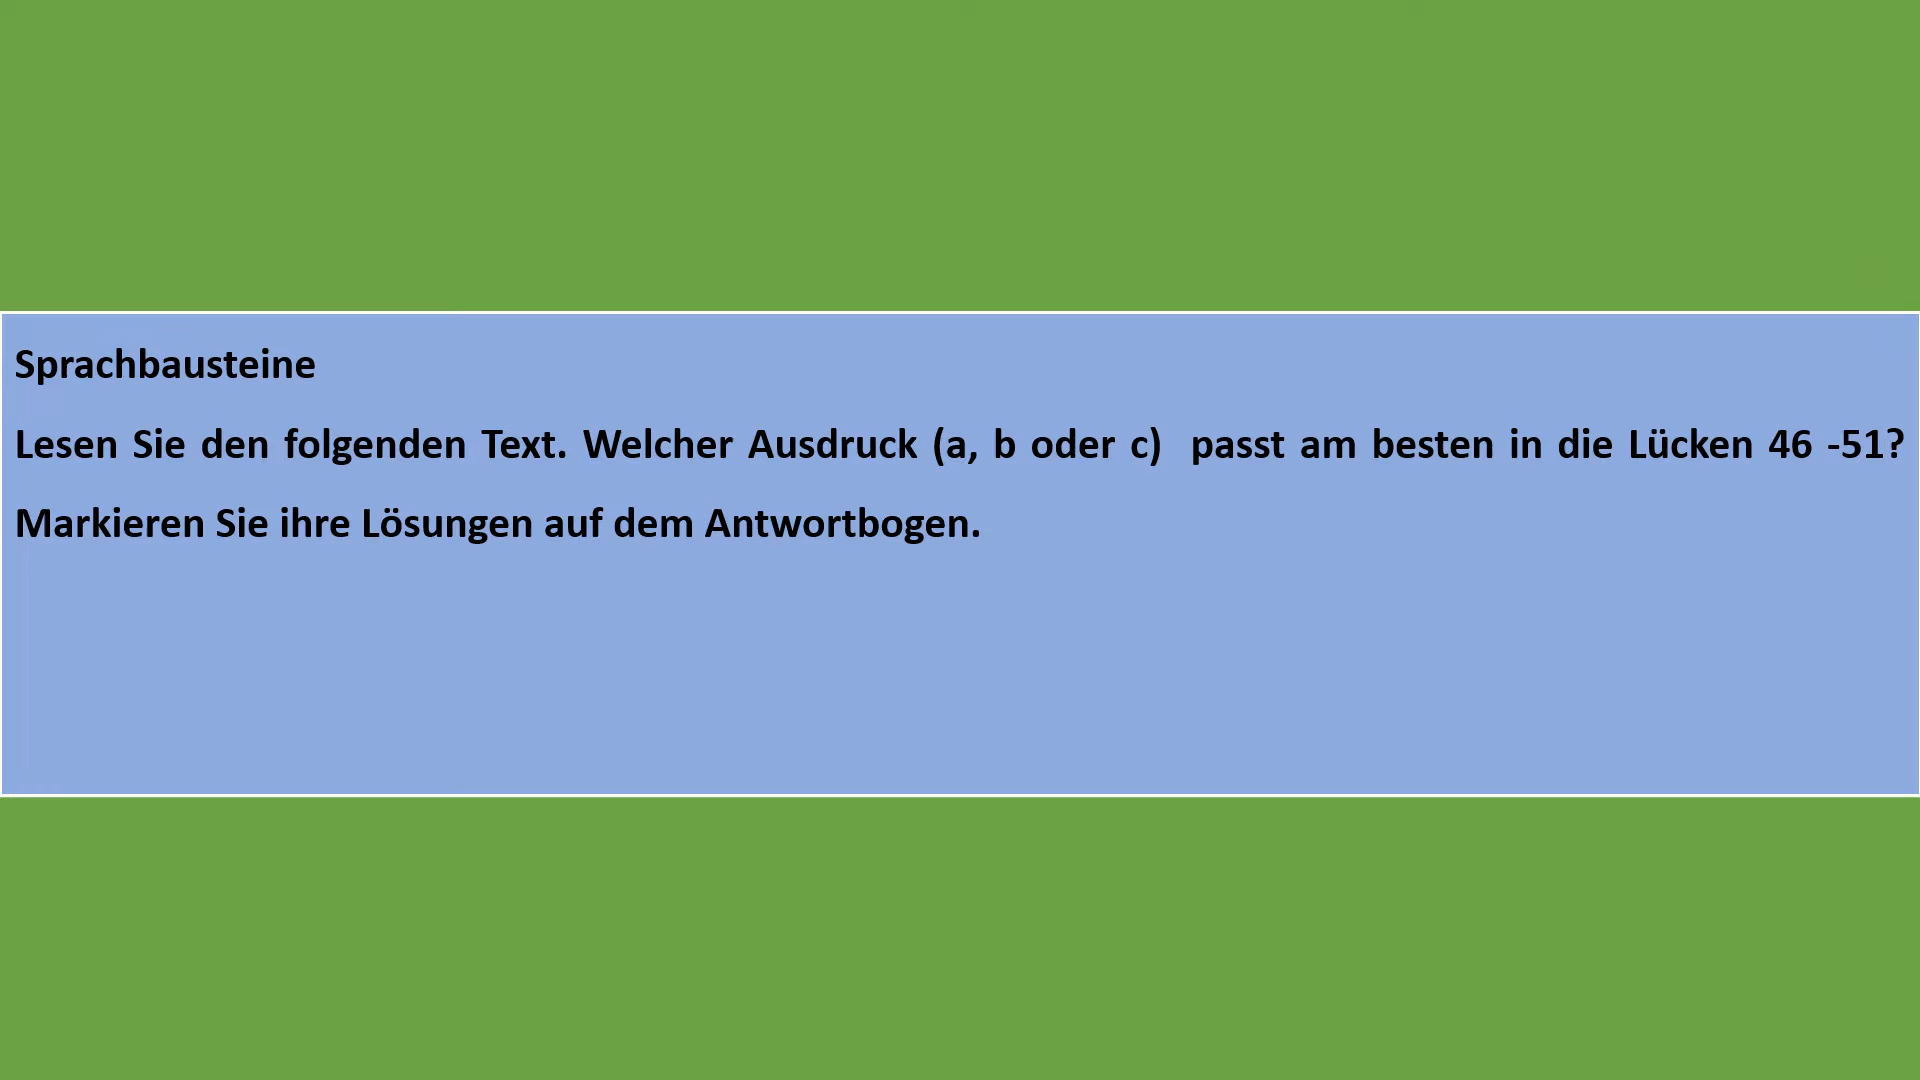 Sprachbausteine
Lesen Sie den folgenden Text. Welcher Ausdruck (a, b oder c)  passt am besten in die Lücken 46 -51?
Markieren Sie ihre Lösungen auf dem Antwortbogen.